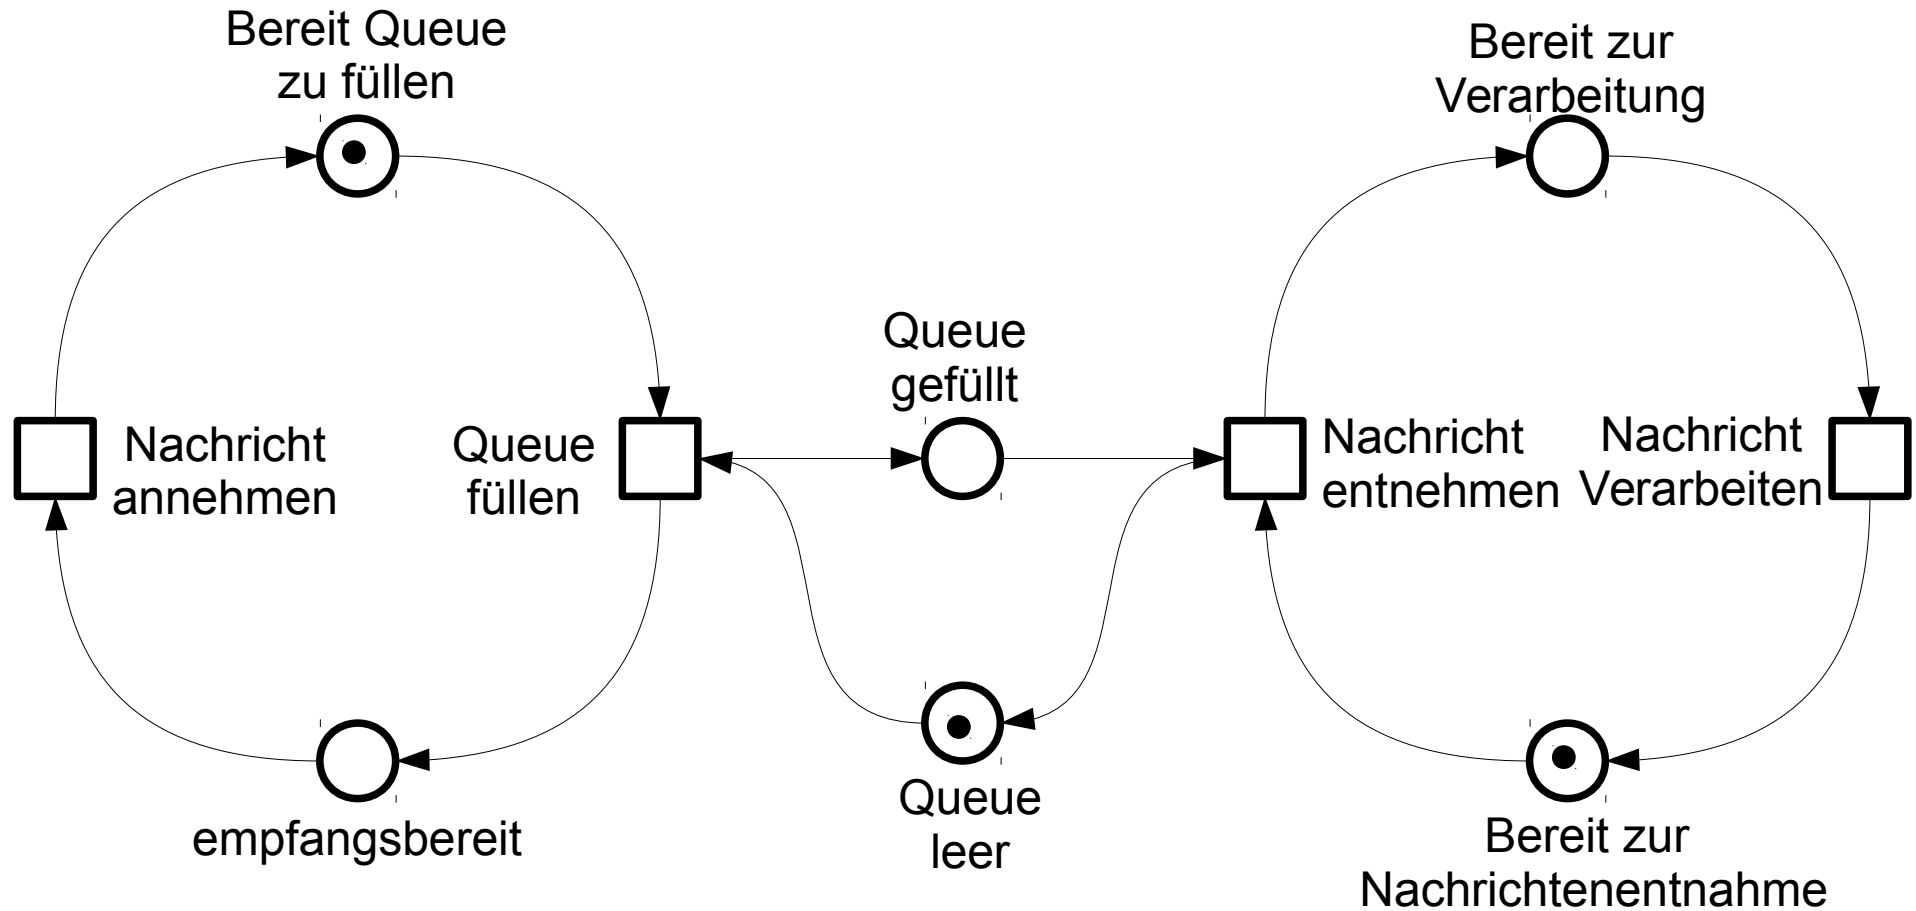 Bereit Queue
zu füllen
Bereit zur
Verarbeitung
Queue
gefüllt
Nachricht
annehmen
Queue
füllen
Nachricht
entnehmen
Nachricht
Verarbeiten
Queue
leer
empfangsbereit
Bereit zur
Nachrichtenentnahme